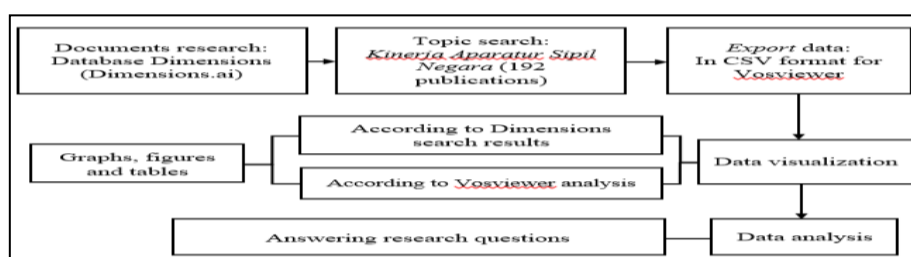 Documents research:
Database Dimensions
(Dimensions.ai)
Topic search:
Kinerja Aparatur Sipil
Negara (192
publications)
Export data:
In CSV format for
Vosviewer
According to Dimensions
search results
Graphs, figures
and tables
Data visualization
According to Vosviewer analysis
Answering research questions
Data analysis